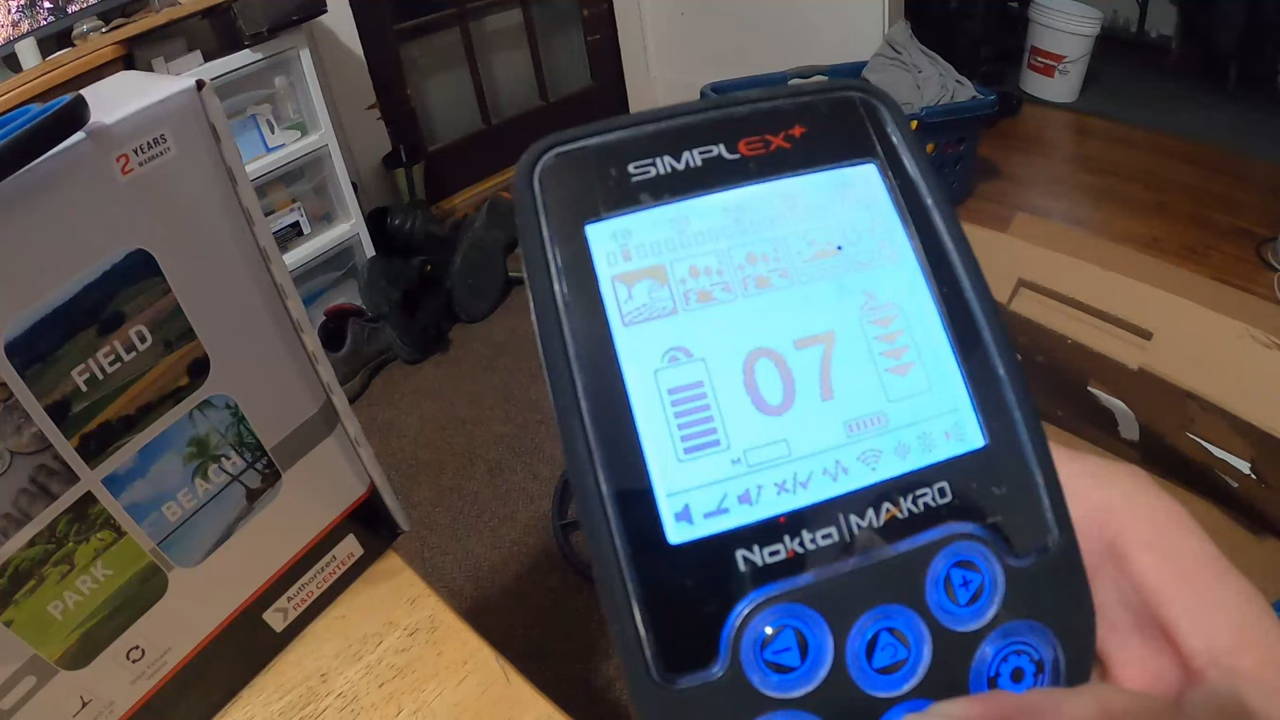 2 YEARS
WARRANTY
FIELD
BEACH
PARK
Authorized
R&D CENTER
SIMPLEX+
07
M
Nokta|MAKRO